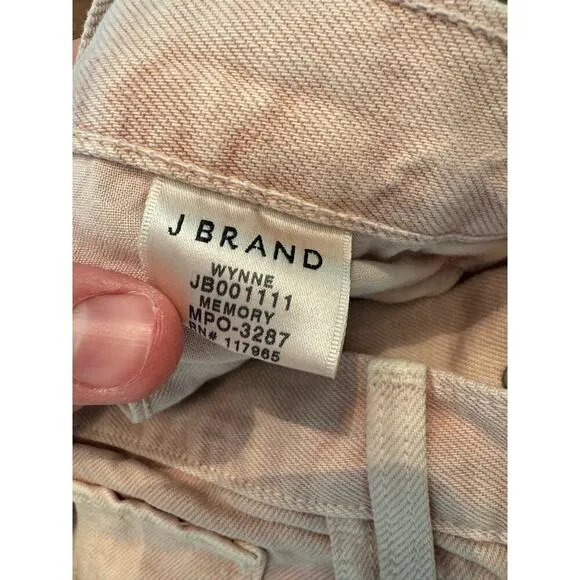 J BRAND
WYNNE
JB001111
MEMORY
MPO-3287
RN# 117965